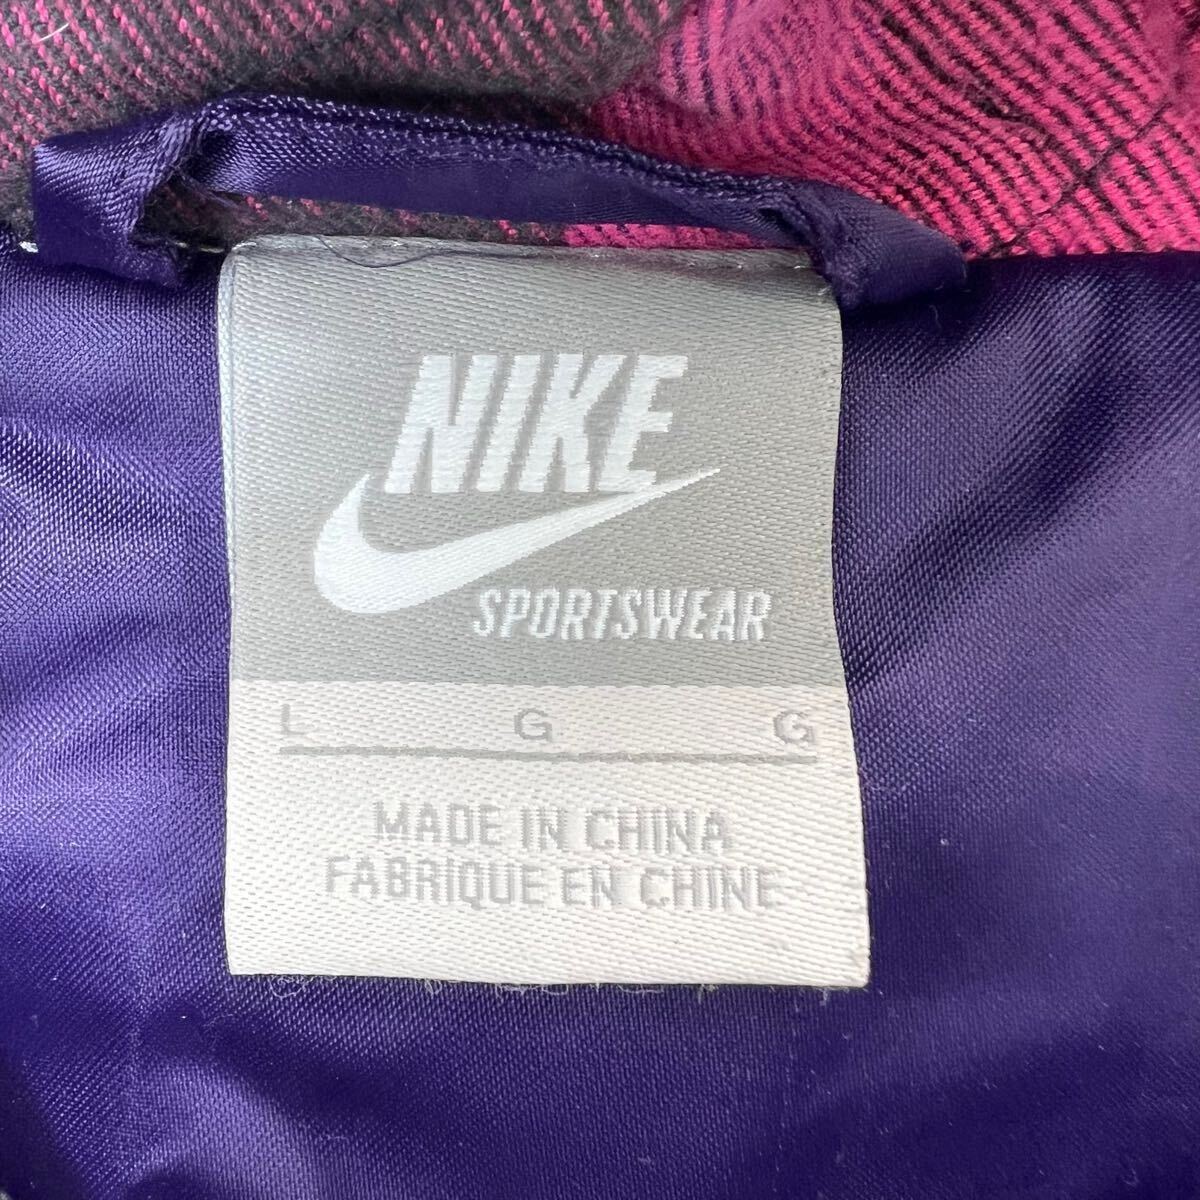 NIKE
SPORTSWEAR
L G G
MADE IN CHINA
FABRIQUE EN CHINE